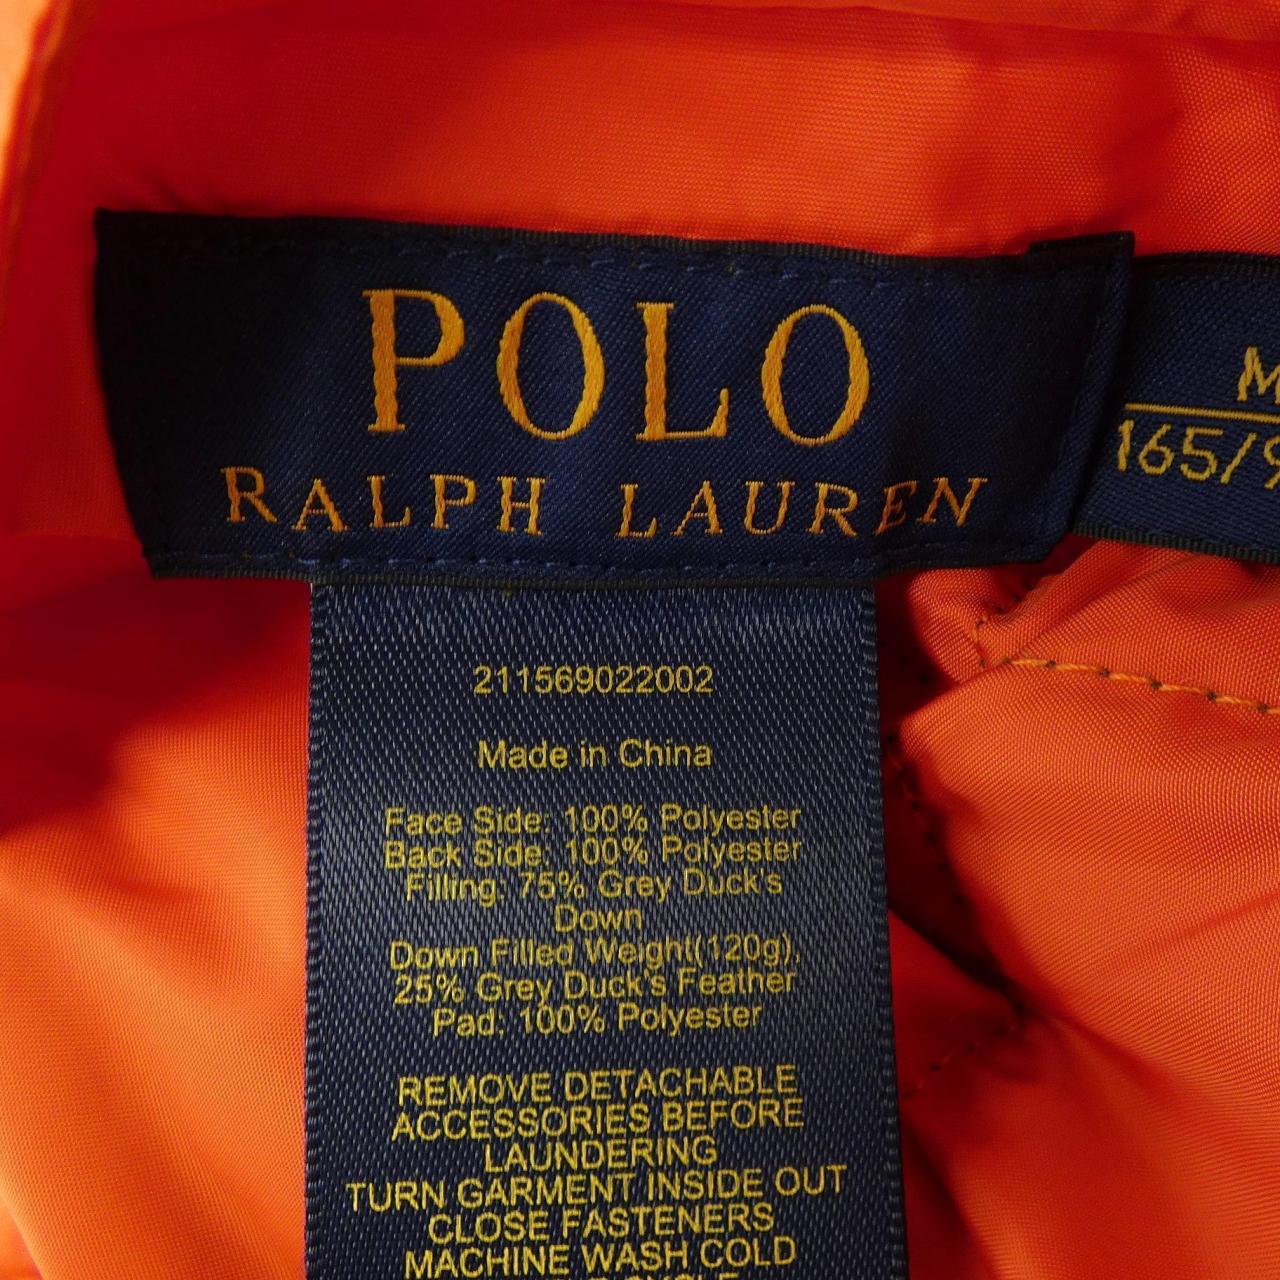 POLO
RALPH LAUREN
M
165/9
211569022002
Made in China
Face Side: 100% Polyester
Back Side: 100% Polyester
Filling: 75% Grey Duck's
Down
Down Filled Weight(120g),
25% Grey Duck's Feather
Pad: 100% Polyester
REMOVE DETACHABLE
ACCESSORIES BEFORE
LAUNDERING
TURN GARMENT INSIDE OUT
CLOSE FASTENERS
MACHINE WASH COLD